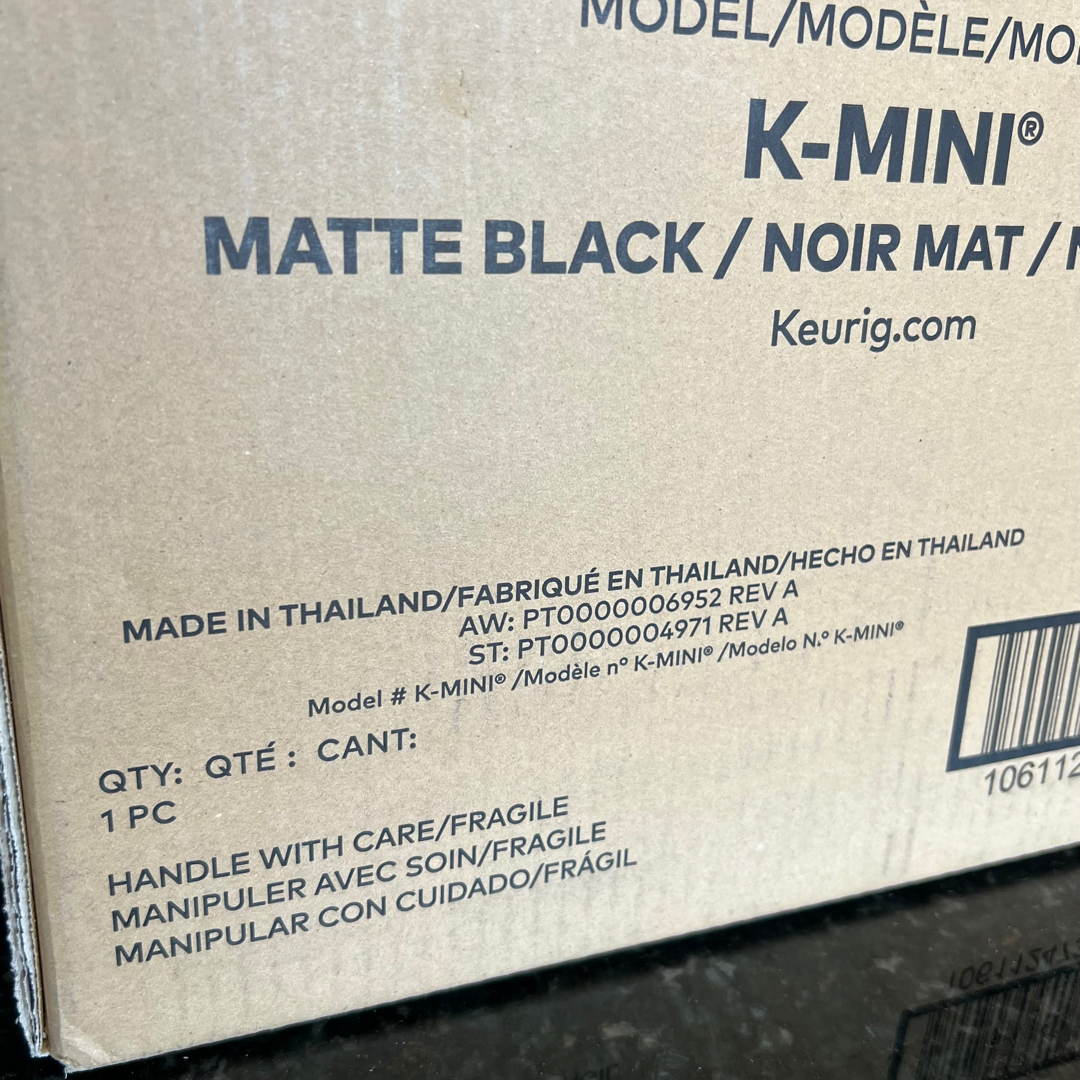 MODEL/MODÈLE/
K-MINI®
MATTE BLACK / NOIR MAT /
Keurig.com
MADE IN THAILAND/FABRIQUÉ EN THAILAND/HECHO EN THAILAND
AW: PT0000006952 REV A
ST: PT0000004971 REV A
Model # K-MINI® /Modèle nº K-MINI® /Modelo N.º K-MINI®
QTY: QTÉ : CANT:
1 PC
HANDLE WITH CARE/FRAGILE
MANIPULER AVEC SOIN/FRAGILE
MANIPULAR CON CUIDADO/FRÁGIL